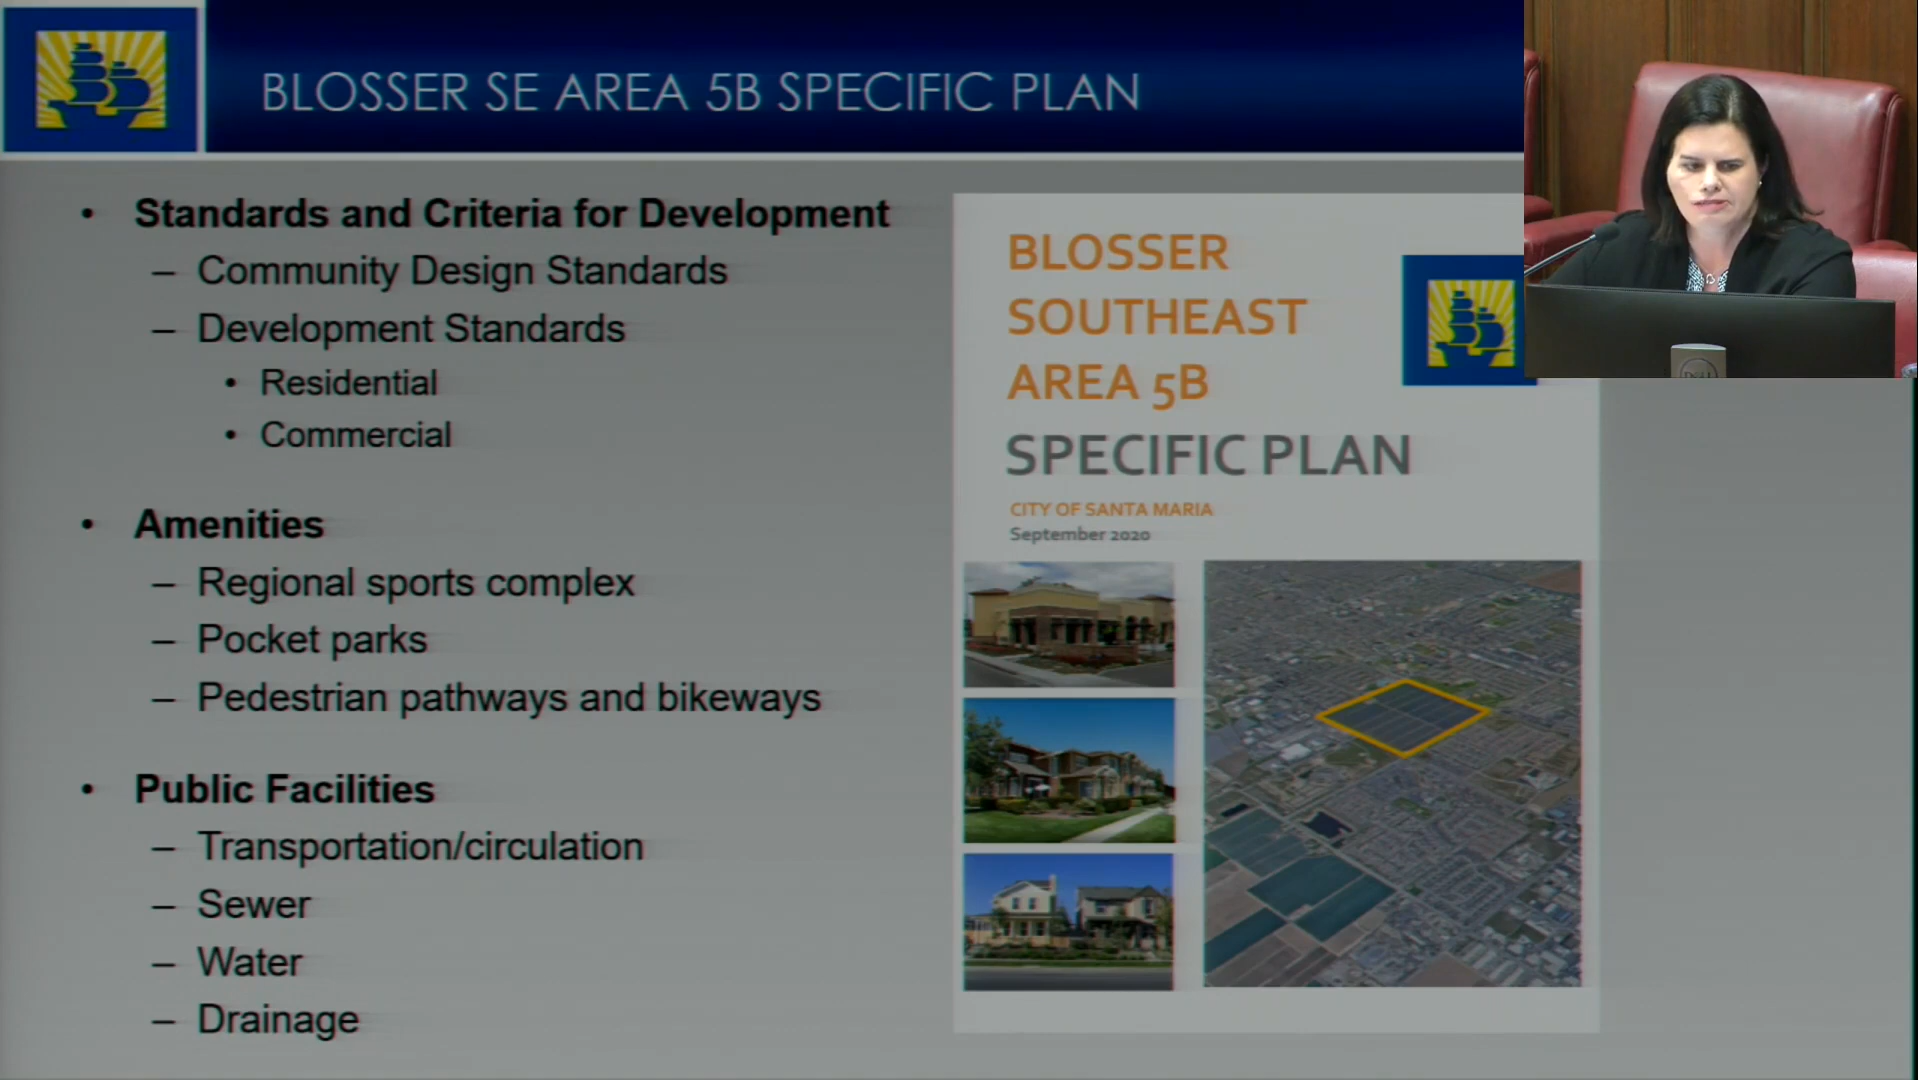 BLOSSER SE AREA 5B SPECIFIC PLAN
• Standards and Criteria for Development
– Community Design Standards
– Development Standards
• Residential
• Commercial
• Amenities
– Regional sports complex
– Pocket parks
– Pedestrian pathways and bikeways
• Public Facilities
– Transportation/circulation
– Sewer
– Water
– Drainage
BLOSSER
SOUTHEAST
AREA 5B
SPECIFIC PLAN
CITY OF SANTA MARIA
September 2020
DELL